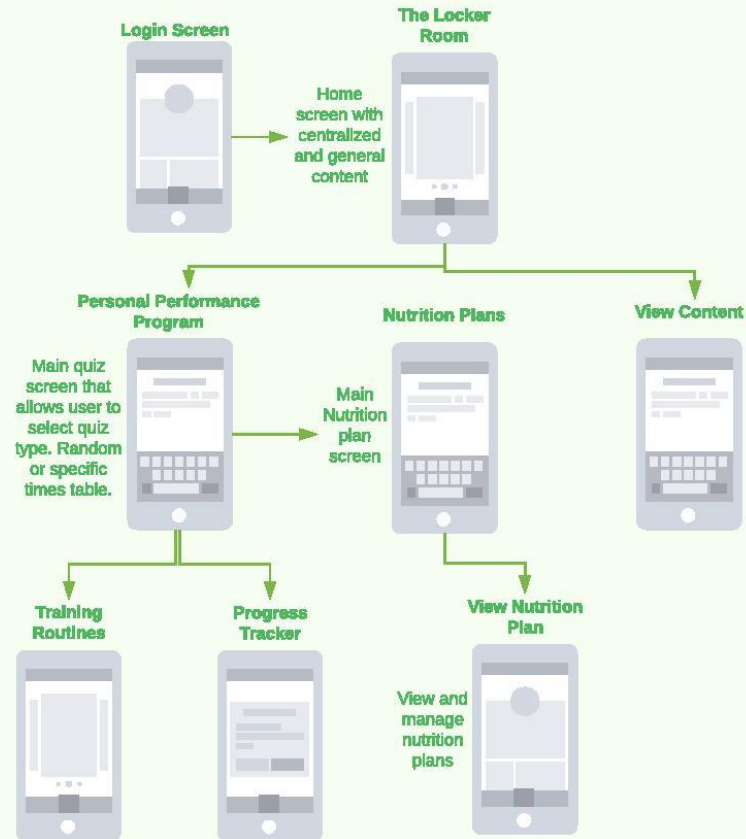 Login Screen
The Locker
Room
Home
screen with
centralized
and general
content
Personal Performance
Program
Nutrition Plans
View Content
Main quiz
screen that
allows user to
select quiz
type. Random
or specific
times table.
Main
Nutrition
plan
screen
Training
Routines
Progress
Tracker
View Nutrition
Plan
View and
manage
nutrition
plans